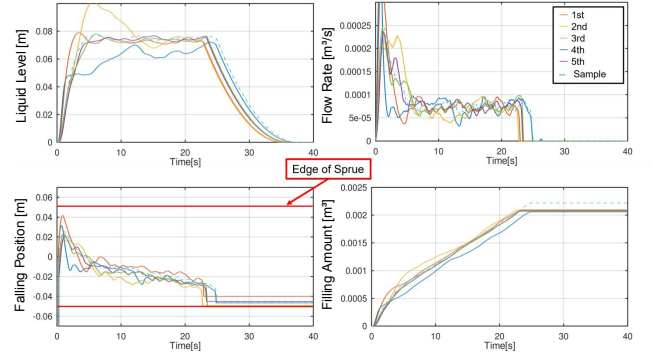 Liquid Level [m]
0.08
0.06
0.04
0.02
0
0 10 20 30 40
Time[s]
Flow Rate [m³/s]
0.0003
0.00025
0.0002
0.00015
0.0001
5e-05
0
0 10 20 30 40
Time[s]
1st
2nd
3rd
4th
5th
Sample
Edge of Sprue
Falling Position [m]
0.06
0.04
0.02
0
-0.02
-0.04
-0.06
0 10 20 30 40
Time[s]
Filling Amount [m³]
0.0025
0.002
0.0015
0.001
0.0005
0
0 10 20 30 40
Time[s]